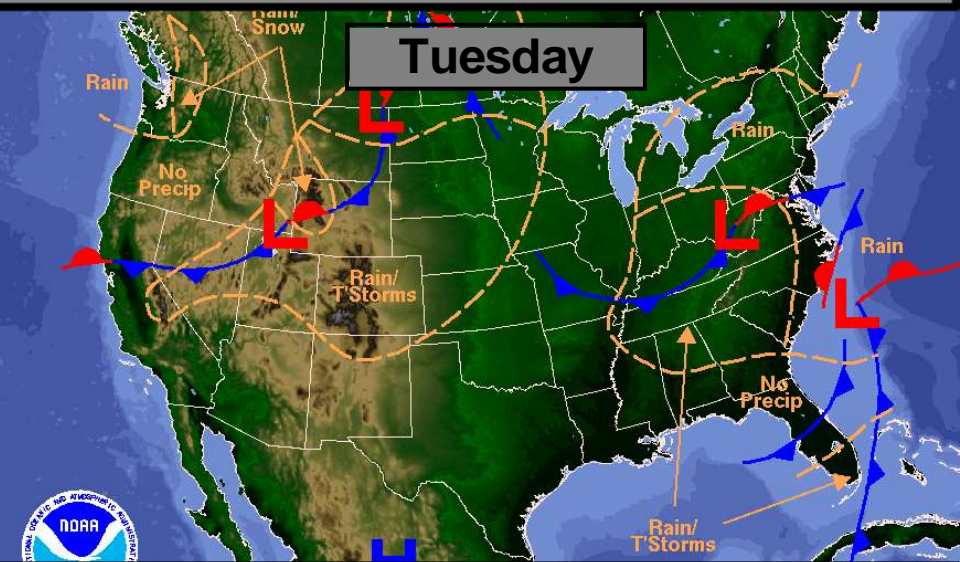 Rain/
Snow
Tuesday
Rain
L
Rain
No
Precip
L
L
Rain
Rain/
T'Storms
L
No
Precip
Rain/
T'Storms
NOAA
H